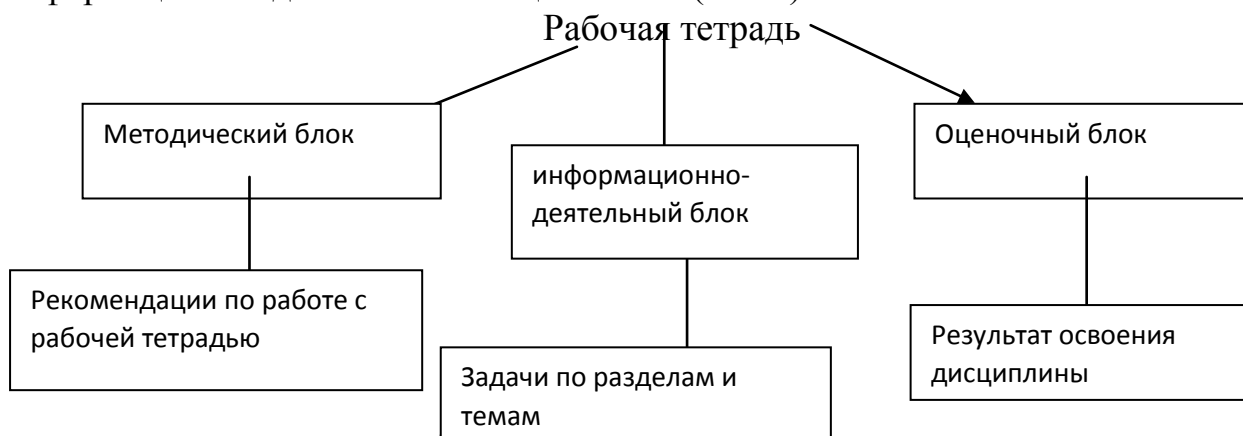 Рабочая тетрадь
Методический блок
информационно-
деятельный блок
Оценочный блок
Рекомендации по работе с
рабочей тетрадью
Задачи по разделам и
темам
Результат освоения
дисциплины